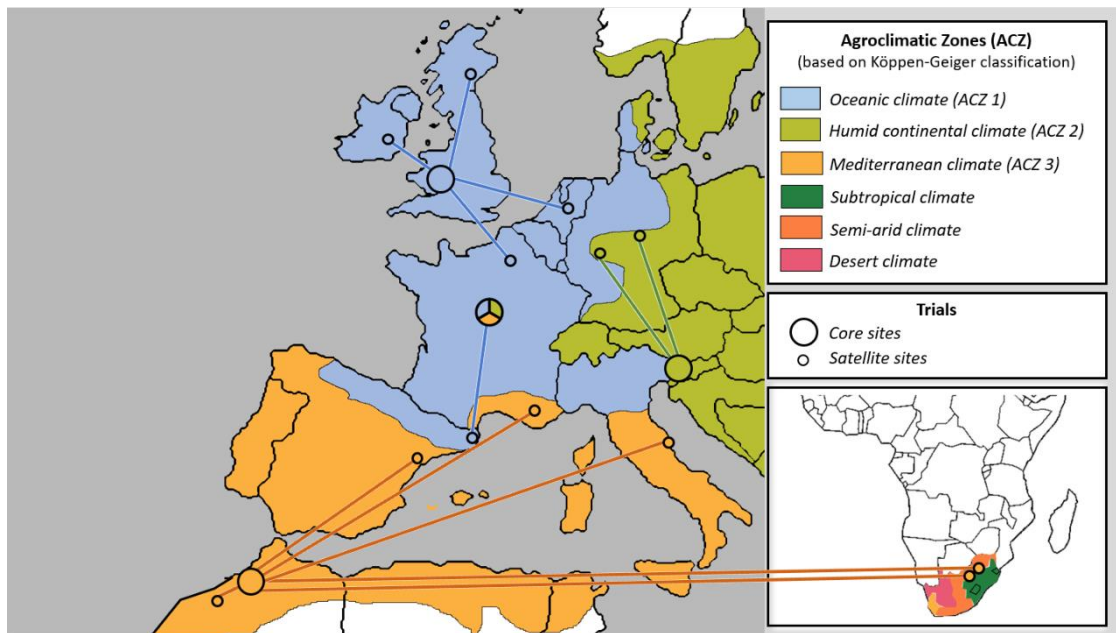 Agroclimatic Zones (ACZ)
(based on Köppen-Geiger classification)
Oceanic climate (ACZ 1)
Humid continental climate (ACZ 2)
Mediterranean climate (ACZ 3)
Subtropical climate
Semi-arid climate
Desert climate
Trials
Core sites
Satellite sites